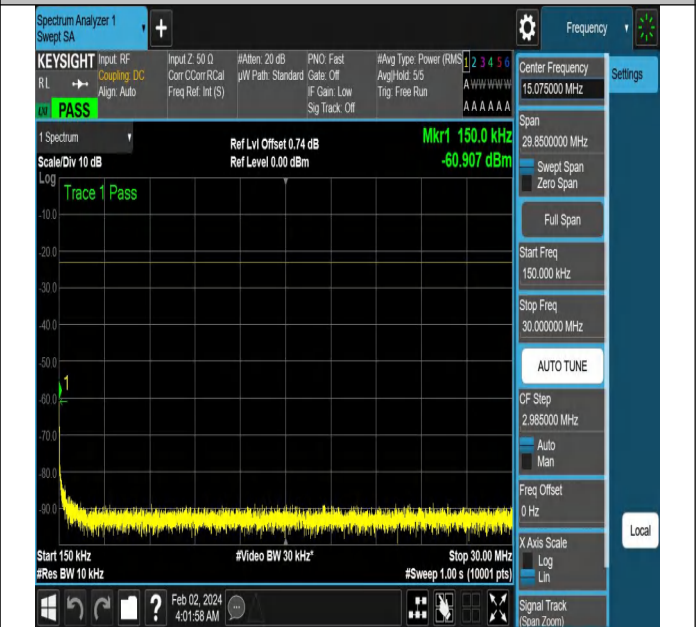 Spectrum Analyzer 1
Swept SA
+
Frequency
KEYSIGHT
RL
PASS
Input: RF
Coupling: DC
Align: Auto
Input Z: 50 Ω
Corr CCorr RCal
Freq Ref: Int (S)
#Atten: 20 dB
µW Path: Standard
PNO: Fast
Gate: Off
IF Gain: Low
Sig Track: Off
#Avg Type: Power (RMS
Avg|Hold: 5/5
Trig: Free Run
1 2 3 4 5 6
A W W W W W
A A A A A A
1 Spectrum
Scale/Div 10 dB
Log
Ref Lvl Offset 0.74 dB
Ref Level 0.00 dBm
Mkr1 150.0 kHz
-60.907 dBm
Trace 1 Pass
-10.0
-20.0
-30.0
-40.0
-50.0
1
-60.0
-70.0
-80.0
-90.0
Start 150 kHz
#Res BW 10 kHz
#Video BW 30 kHz*
Stop 30.00 MHz
#Sweep 1.00 s (10001 pts)
Feb 02, 2024
4:01:58 AM
Center Frequency
15.075000 MHz
Settings
Span
29.8500000 MHz
Swept Span
Zero Span
Full Span
Start Freq
150.000 kHz
Stop Freq
30.000000 MHz
AUTO TUNE
CF Step
2.985000 MHz
Auto
Man
Freq Offset
0 Hz
X Axis Scale
Log
Lin
Local
Signal Track
(Span Zoom)